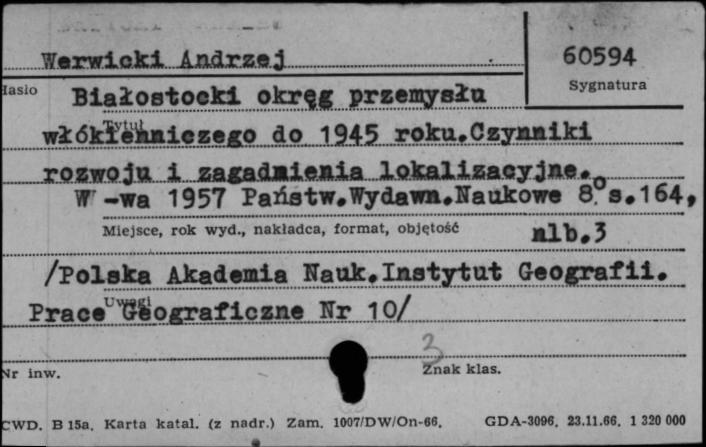 Werwicki Andrzej 60594
Hasło Sygnatura
Białostocki okręg przemysłu
Tytuł
włókienniczego do 1945 roku.Czynniki
rozwoju i zagadnienia lokalizacyjne.
W-wa 1957 Państw.Wydawn.Naukowe 8° s.164,
Miejsce, rok wyd., nakładca, format, objętość nlb.3
/Polska Akademia Nauk.Instytut Geografii.
Uwagi
Prace Geograficzne Nr 10/
3
Nr inw. Znak klas.
CWD. B 15a. Karta katal. (z nadr.) Zam. 1007/DW/On-66. GDA-3096. 23.11.66. 1 320 000